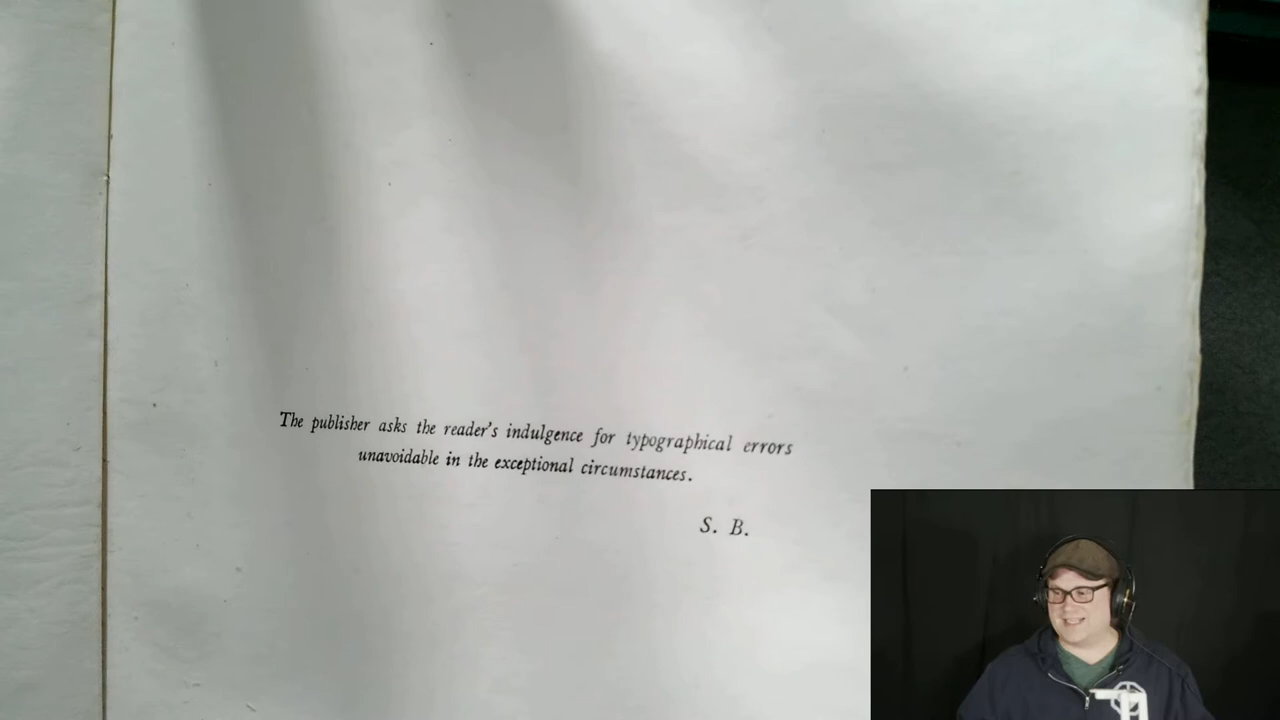 The publisher asks the reader's indulgence for typographical errors
unavoidable in the exceptional circumstances.
S. B.